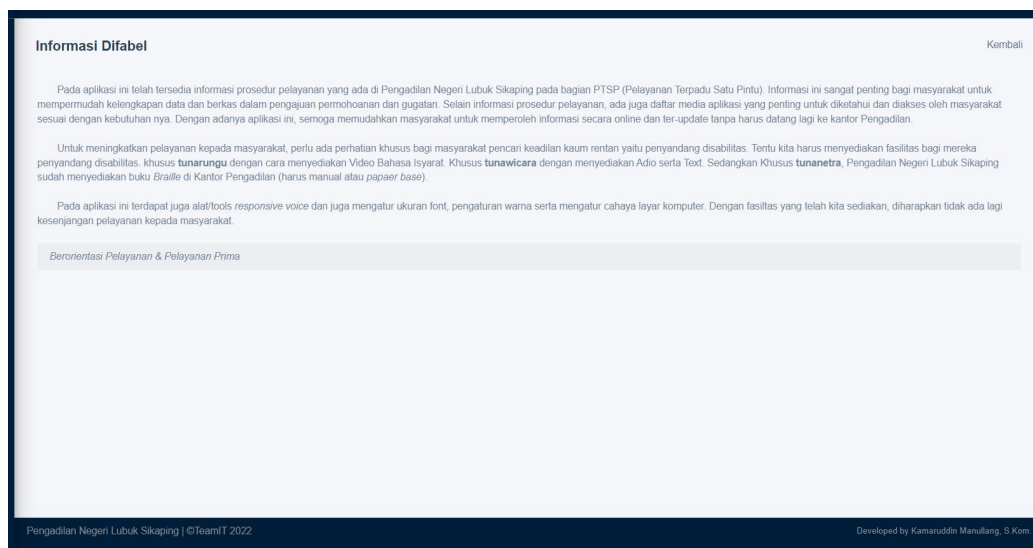 Informasi Difabel
Kembali
Pada aplikasi ini telah tersedia informasi prosedur pelayanan yang ada di Pengadilan Negeri Lubuk Sikaping pada bagian PTSP (Pelayanan Terpadu Satu Pintu). Informasi ini sangat penting bagi masyarakat untuk
mempermudah kelengkapan data dan berkas dalam pengajuan permohoanan dan gugatan. Selain informasi prosedur pelayanan, ada juga daftar media aplikasi yang penting untuk diketahui dan diakses oleh masyarakat
sesuai dengan kebutuhan nya. Dengan adanya aplikasi ini, semoga memudahkan masyarakat untuk memperoleh informasi secara online dan ter-update tanpa harus datang lagi ke kantor Pengadilan.
Untuk meningkatkan pelayanan kepada masyarakat, perlu ada perhatian khusus bagi masyarakat pencari keadilan kaum rentan yaitu penyandang disabilitas. Tentu kita harus menyediakan fasilitas bagi mereka
penyandang disabilitas. khusus tunarungu dengan cara menyediakan Video Bahasa Isyarat. Khusus tunawicara dengan menyediakan Adio serta Text. Sedangkan Khusus tunanetra, Pengadilan Negeri Lubuk Sikaping
sudah menyediakan buku Braille di Kantor Pengadilan (harus manual atau papaer base).
Pada aplikasi ini terdapat juga alat/tools responsive voice dan juga mengatur ukuran font, pengaturan warna serta mengatur cahaya layar komputer. Dengan fasiltas yang telah kita sediakan, diharapkan tidak ada lagi
kesenjangan pelayanan kepada masyarakat.
Berorientasi Pelayanan & Pelayanan Prima
Pengadilan Negeri Lubuk Sikaping | ©TeamIT 2022
Developed by Kamaruddin Manullang, S.Kom.